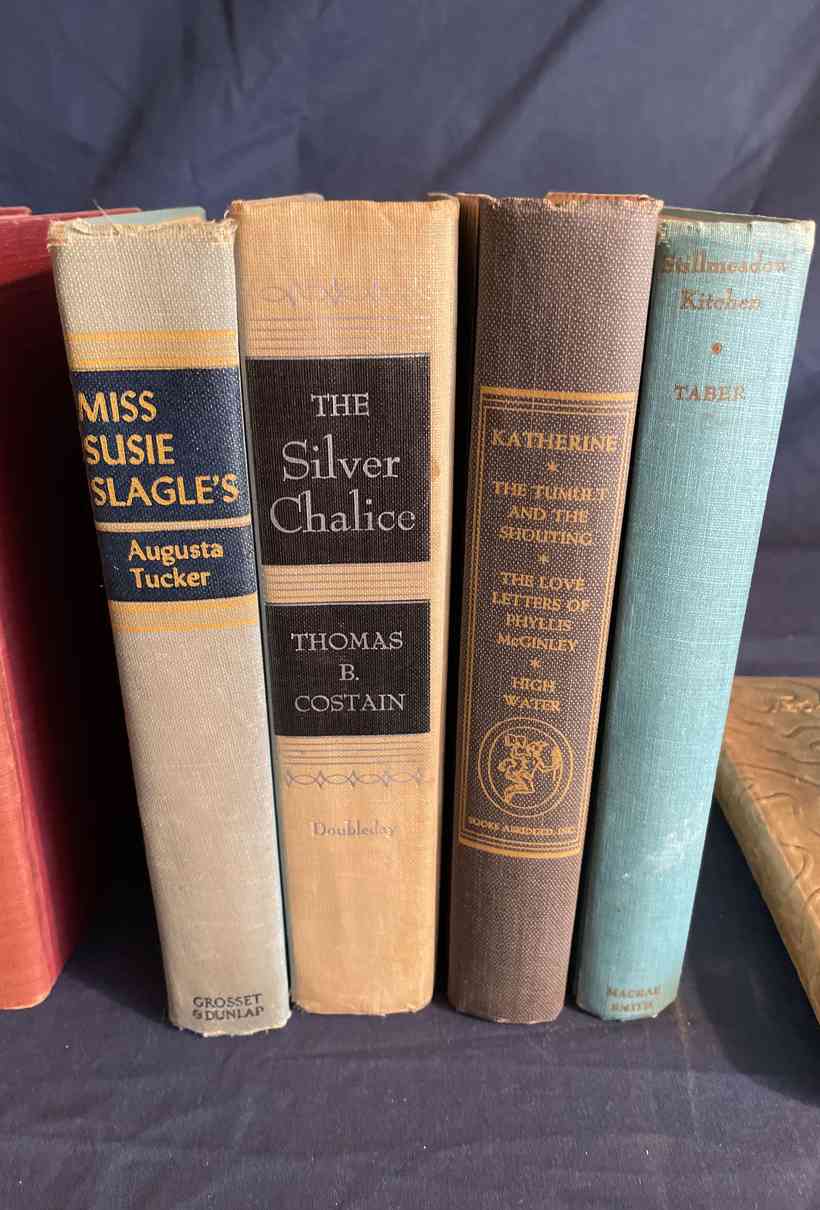 MISS
SUSIE
SLAGLE'S
Augusta
Tucker
GROSSET
& DUNLAP
THE
Silver
Chalice
THOMAS
B.
COSTAIN
Doubleday
KATHERINE
*
THE TUMULT
AND THE
SHOUTING
*
THE LOVE
LETTERS OF
PHYLLIS
McGINLEY
*
HIGH
WATER
BOOKS ABRIDGED, INC.
Stillmeadow
Kitchen
•
TABER
MACRAE
SMITH